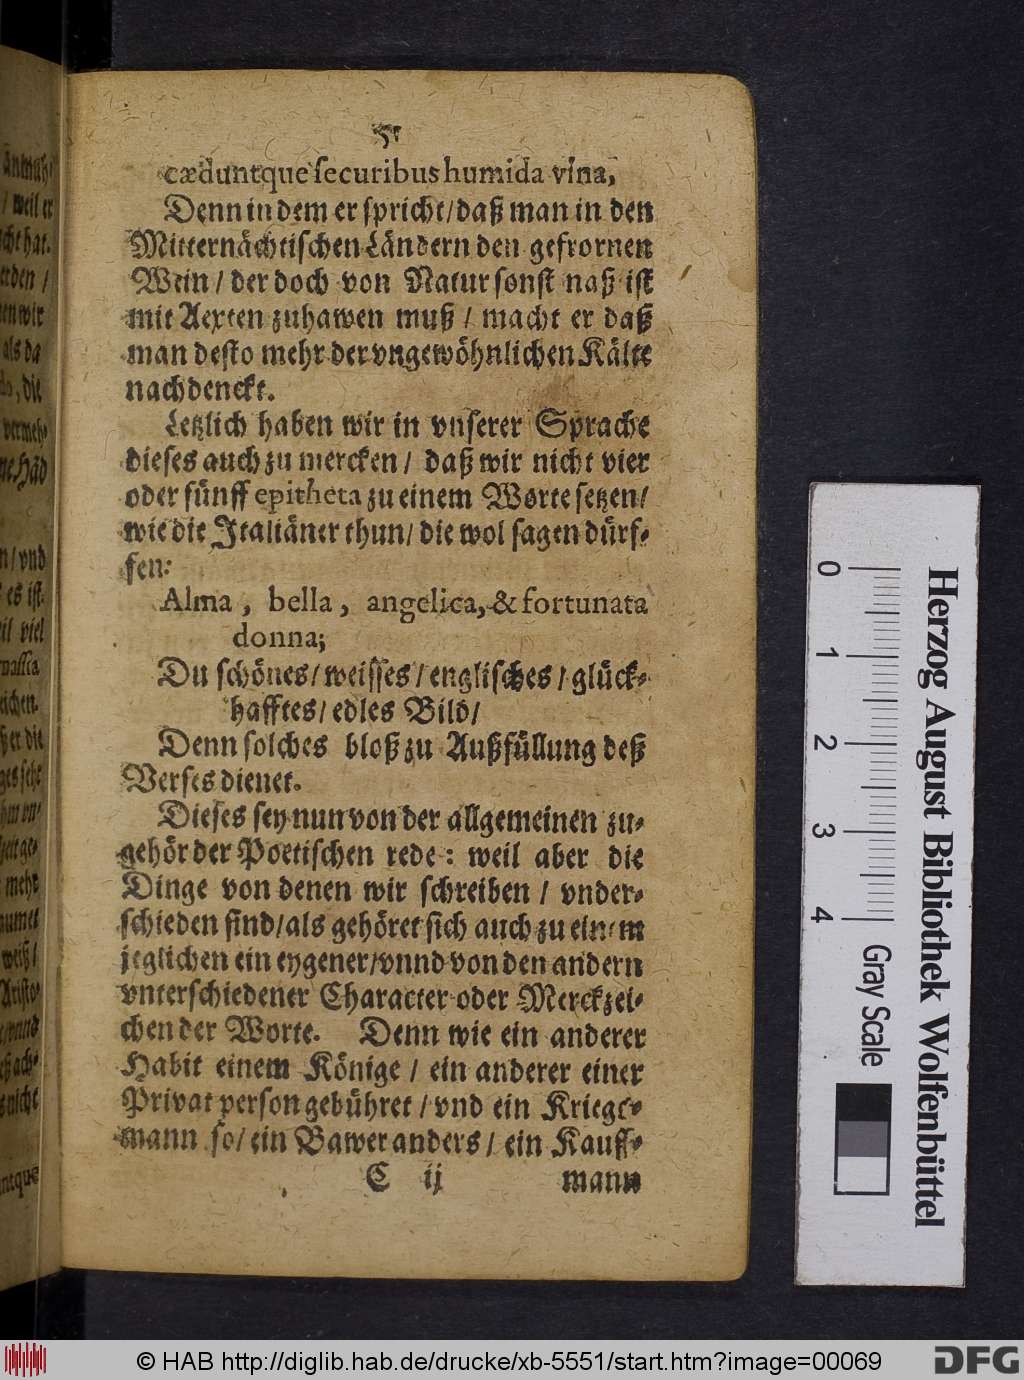 51
cæduntque securibus humida vina,
Denn in dem er spricht/ daß man in den
Mitternächtischen Ländern den gefrornen
Wein/ der doch von Natur sonst naß ist
mit Aexten zuhawen muß/ macht er daß
man desto mehr der vngewöhnlichen Kälte
nachdenckt.
Letzlich haben wir in vnserer Sprache
dieses auch zu mercken/ daß wir nicht vier
oder fünff epitheta zu einem Worte setzen/
wie die Italiäner thun/ die wol sagen dürf-
fen:
Alma, bella, angelica, & fortunata
donna;
Du schönes/ weisses/ englisches/ glück-
hafftes/ edles Bild/
Denn solches bloß zu Außfüllung deß
Verses dienet.
Dieses sey nun von der allgemeinen zu-
gehör der Poetischen rede: weil aber die
Dinge von denen wir schreiben/ vnder-
schieden sind/ als gehöret sich auch zu einem
jeglichen ein eygener/ vnnd von den andern
vnterschiedener Character oder Merckzei-
chen der Worte. Denn wie ein anderer
Habit einem Könige/ ein anderer einer
Privat person gebühret/ vnd ein Kriege-
mann so/ ein Bawer anders/ ein Kauff-
C ij mann
0 1 2 3 4
Gray Scale
Herzog August Bibliothek Wolfenbüttel
© HAB http://diglib.hab.de/drucke/xb-5551/start.htm?image=00069
DFG